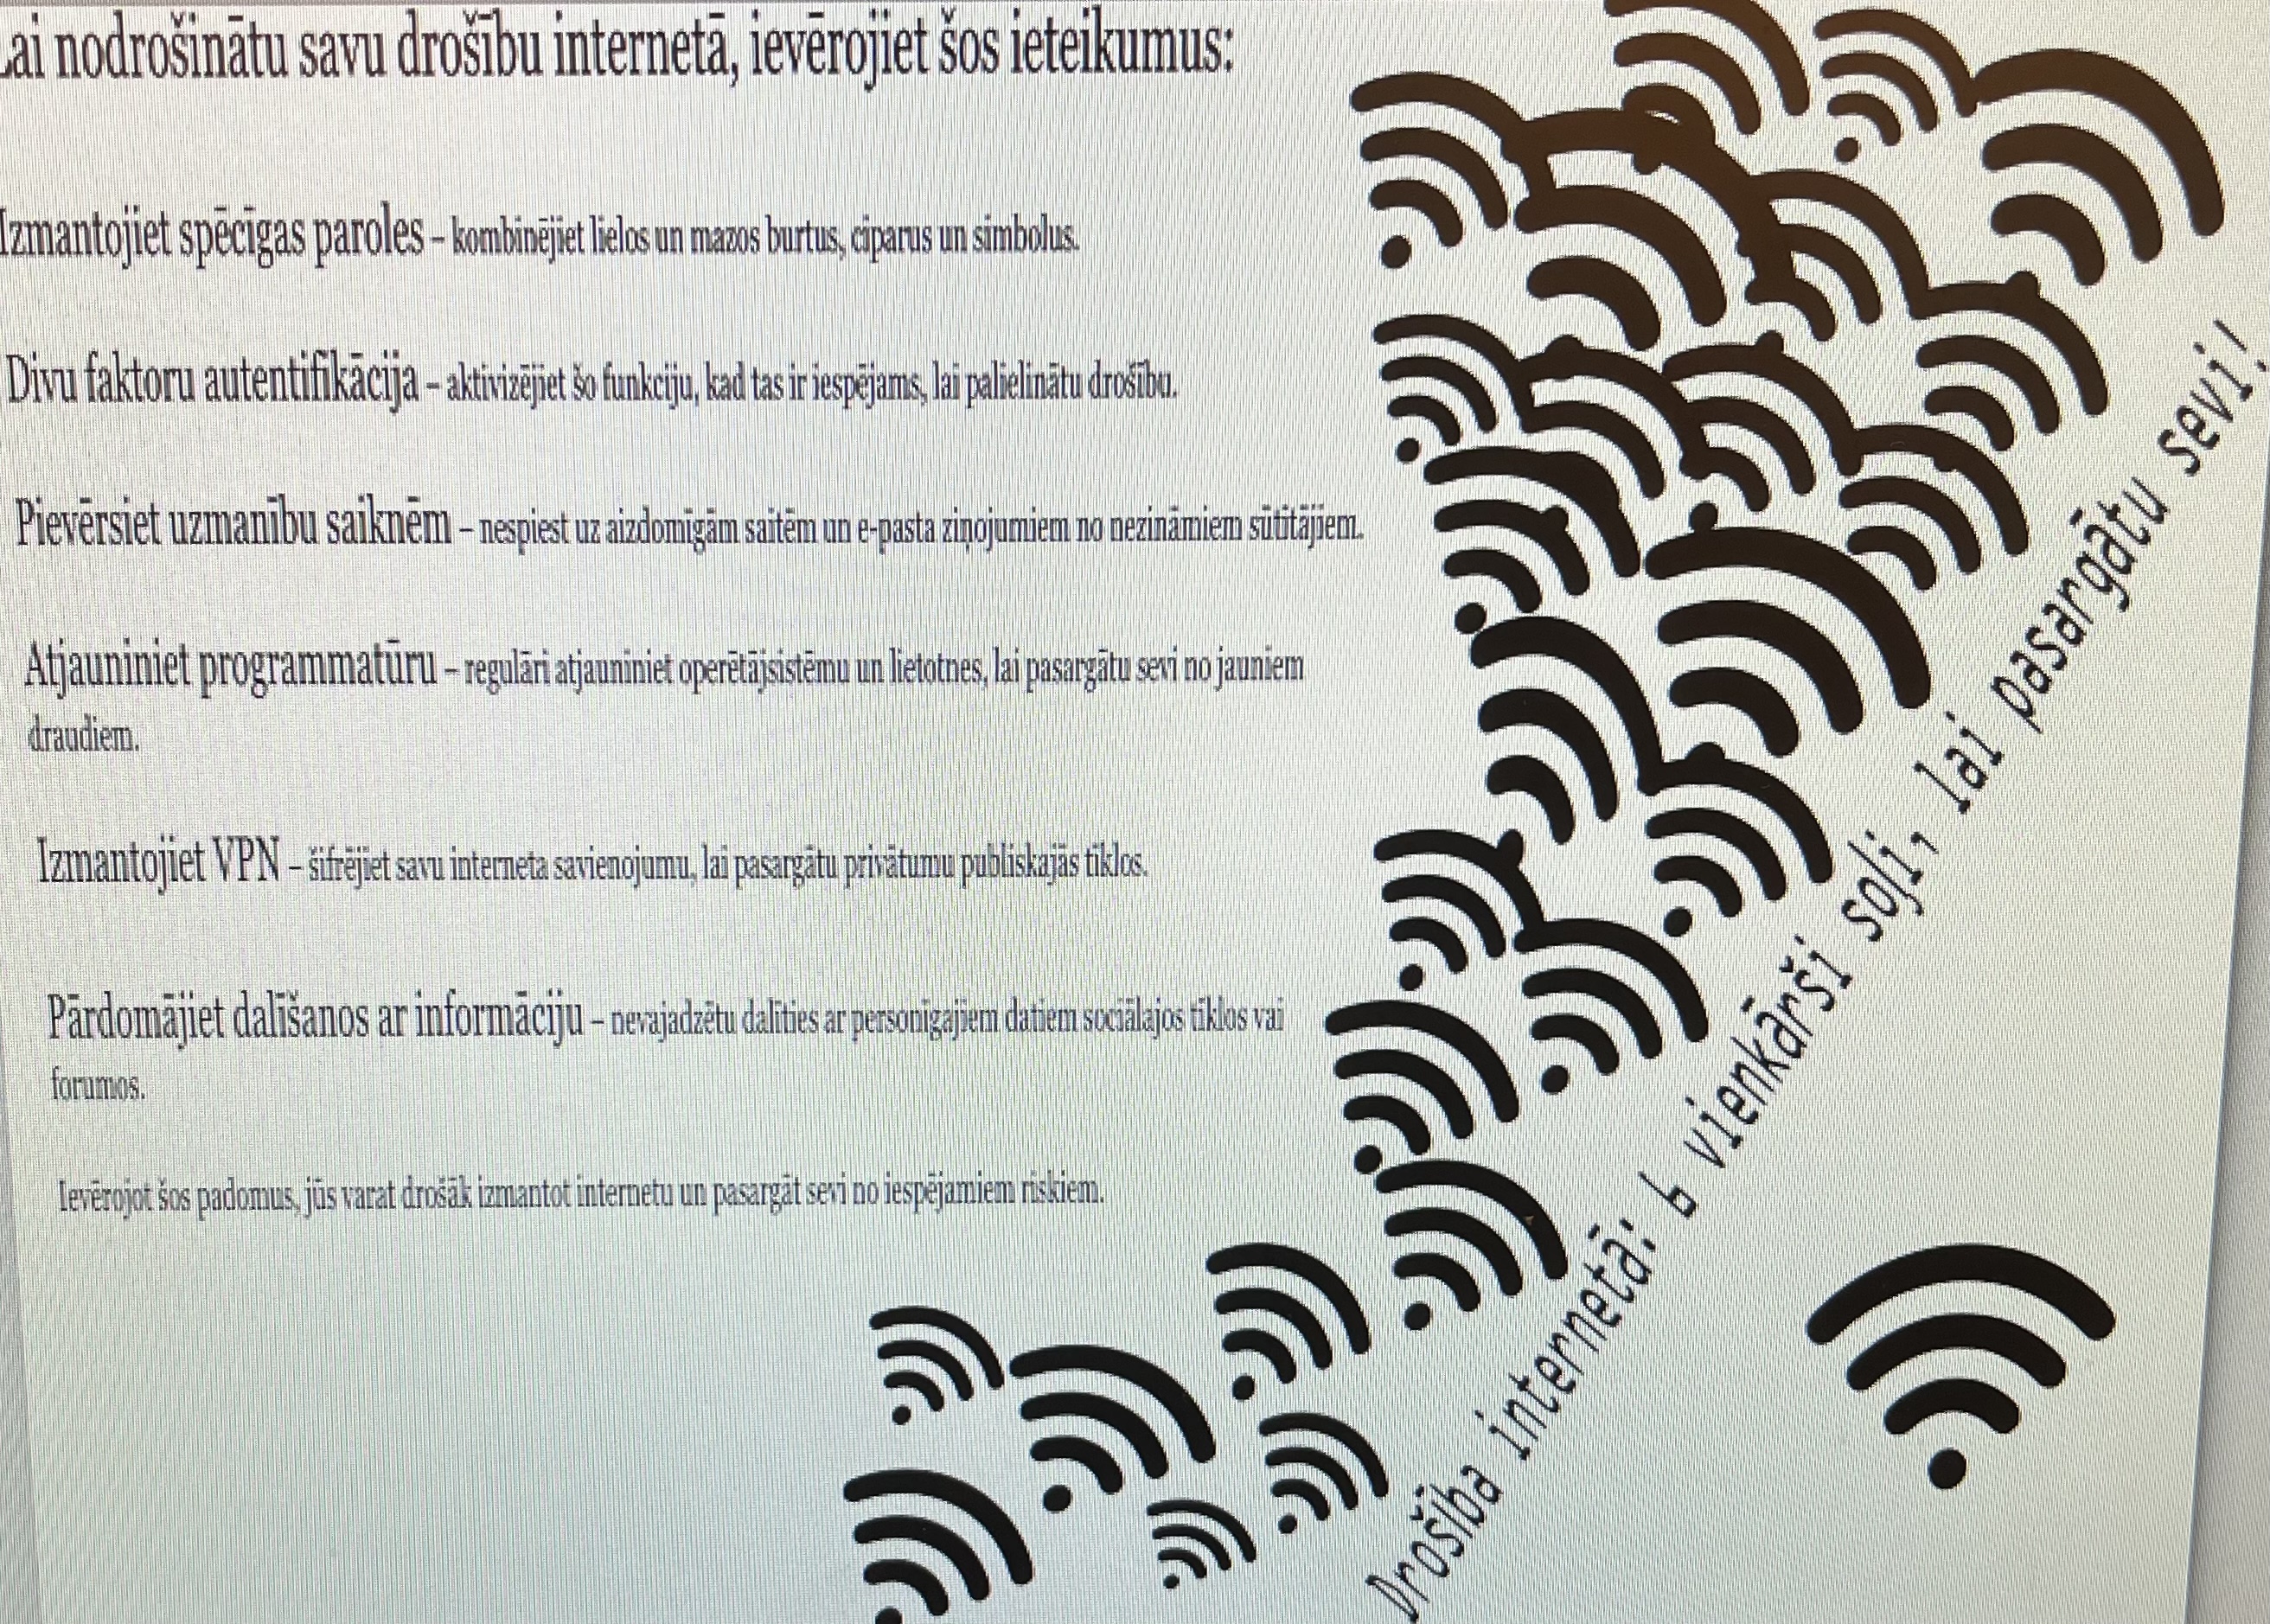 Lai nodrošinātu savu drošību internetā, ievērojiet šos ieteikumus:
Izmantojiet spēcīgas paroles – kombinējiet lielos un mazos burtus, ciparus un simbolus.
Divu faktoru autentifikācija – aktivizējiet šo funkciju, kad tas ir iespējams, lai palielinātu drošību.
Pievērsiet uzmanību saiknēm – nespiest uz aizdomīgām saitēm un e-pasta ziņojumiem no nezināmiem sūtītājiem.
Atjauniniet programmatūru – regulāri atjauniniet operētājsistēmu un lietotnes, lai pasargātu sevi no jauniem
draudiem.
Izmantojiet VPN – šifrējiet savu interneta savienojumu, lai pasargātu privātumu publiskajās tīklos.
Pārdomājiet dalīšanos ar informāciju – nevajadzētu dalīties ar personīgajiem datiem sociālajos tīklos vai
forumos.
Ievērojot šos padomus, jūs varat drošāk izmantot internetu un pasargāt sevi no iespējamiem riskiem.
Drošība internetā: 6 vienkārši soļi, lai pasargātu sevi!